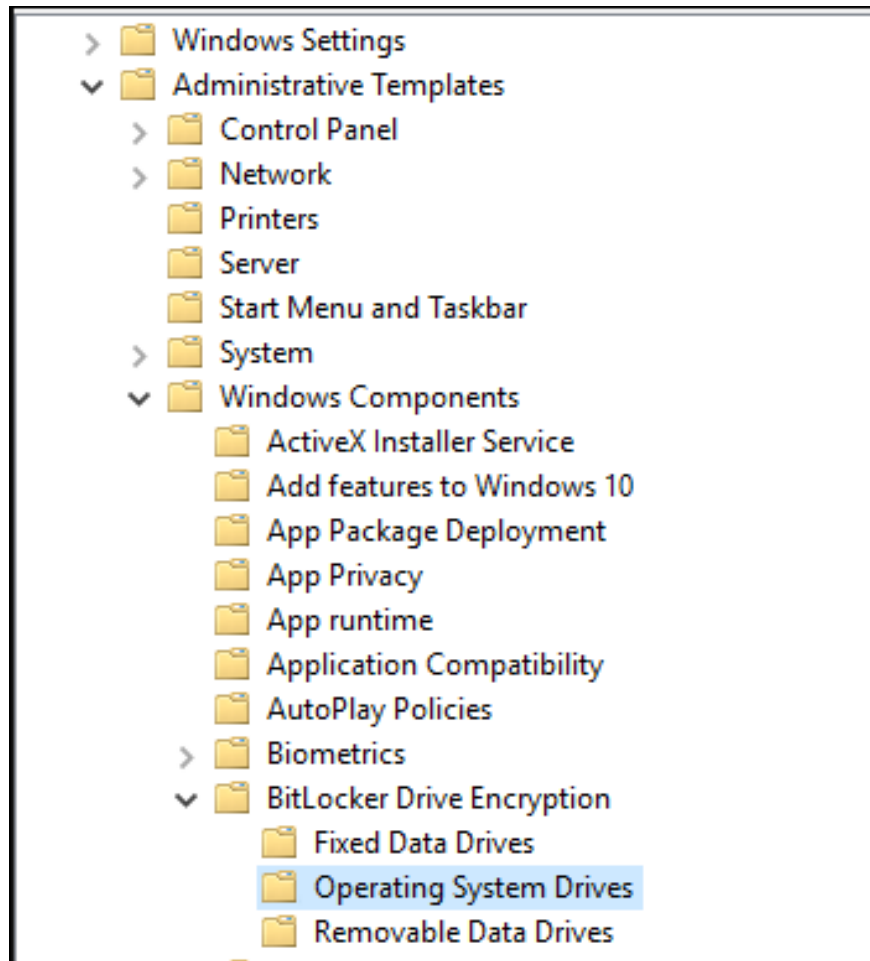 Windows Settings
Administrative Templates
Control Panel
Network
Printers
Server
Start Menu and Taskbar
System
Windows Components
ActiveX Installer Service
Add features to Windows 10
App Package Deployment
App Privacy
App runtime
Application Compatibility
AutoPlay Policies
Biometrics
BitLocker Drive Encryption
Fixed Data Drives
Operating System Drives
Removable Data Drives